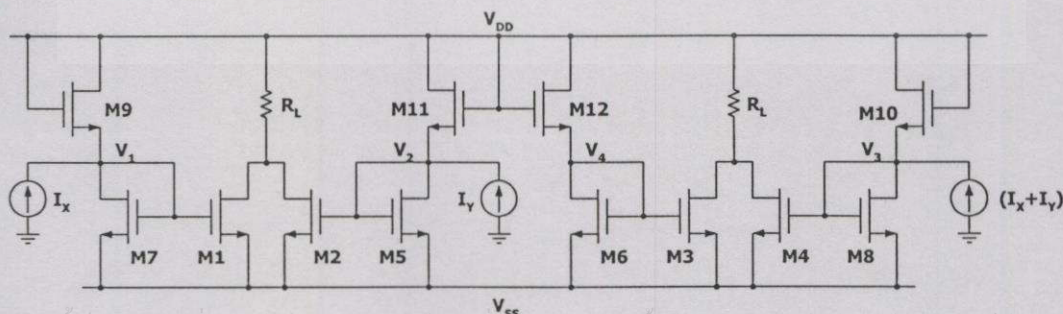 V_DD
M9
R_L
M11
M12
R_L
M10
V_1
V_2
V_4
V_3
I_X
I_Y
(I_X+I_Y)
M7
M1
M2
M5
M6
M3
M4
M8
V_SS